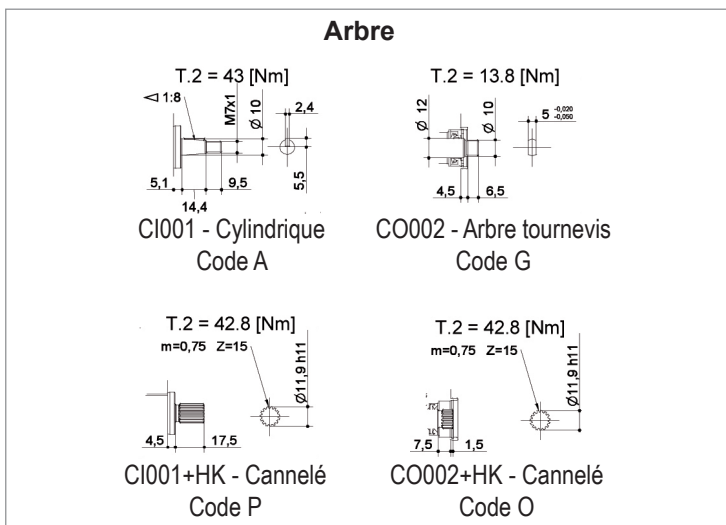 Arbre
T.2 = 43 [Nm]
1:8
M7x1
Ø 10
2,4
5,5
5,1
14,4
9,5
CI001 - Cylindrique
Code A
T.2 = 13.8 [Nm]
Ø 12
Ø 10
5 -0,020 -0,050
4,5
6,5
CO002 - Arbre tournevis
Code G
T.2 = 42.8 [Nm]
m=0,75 Z=15
Ø11,9 h11
4,5
17,5
CI001+HK - Cannelé
Code P
T.2 = 42.8 [Nm]
m=0,75 Z=15
Ø11,9 h11
7,5
1,5
CO002+HK - Cannelé
Code O